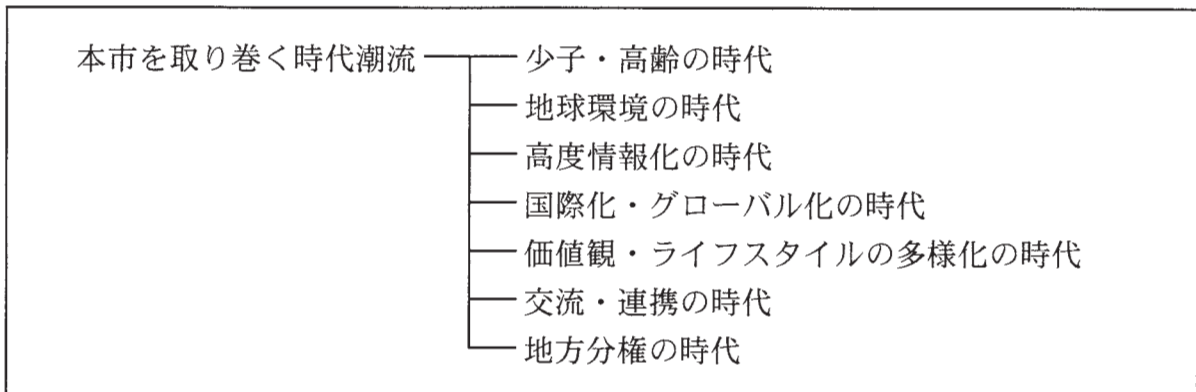 本市を取り巻く時代潮流
少子・高齢の時代
地球環境の時代
高度情報化の時代
国際化・グローバル化の時代
価値観・ライフスタイルの多様化の時代
交流・連携の時代
地方分権の時代